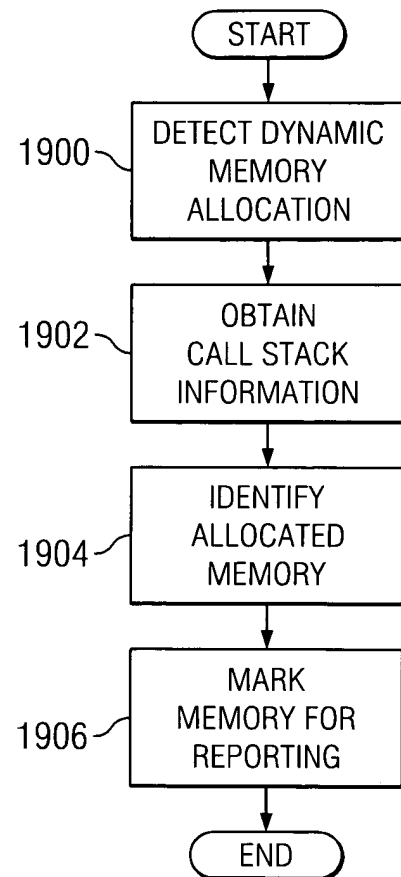 START
1900
DETECT DYNAMIC
MEMORY
ALLOCATION
1902
OBTAIN
CALL STACK
INFORMATION
1904
IDENTIFY
ALLOCATED
MEMORY
1906
MARK
MEMORY FOR
REPORTING
END